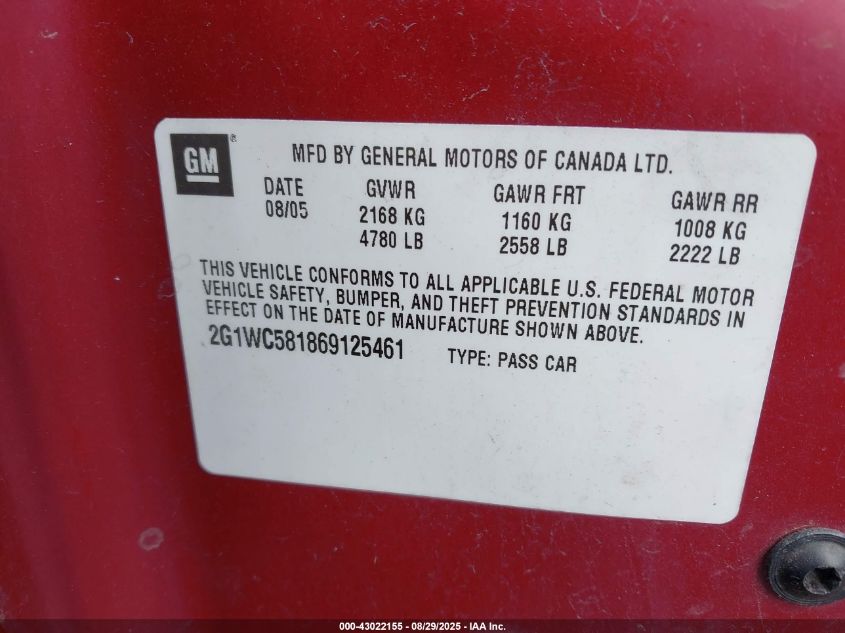 GM ®
MFD BY GENERAL MOTORS OF CANADA LTD.
DATE GVWR GAWR FRT GAWR RR
08/05 2168 KG 1160 KG 1008 KG
4780 LB 2558 LB 2222 LB
THIS VEHICLE CONFORMS TO ALL APPLICABLE U.S. FEDERAL MOTOR
VEHICLE SAFETY, BUMPER, AND THEFT PREVENTION STANDARDS IN
EFFECT ON THE DATE OF MANUFACTURE SHOWN ABOVE.
2G1WC581869125461 TYPE: PASS CAR
000-43022155 - 08/29/2025 - IAA Inc.